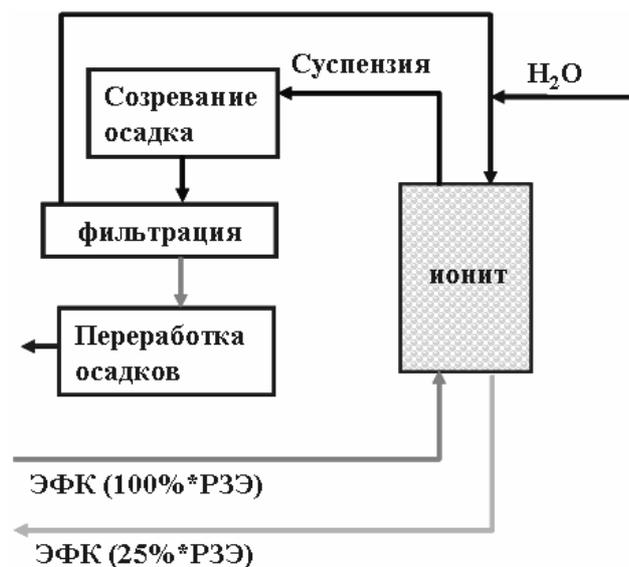 Суспензия
H₂O
Созревание
осадка
фильтрация
ионит
Переработка
осадков
ЭФК (100%*РЗЭ)
ЭФК (25%*РЗЭ)